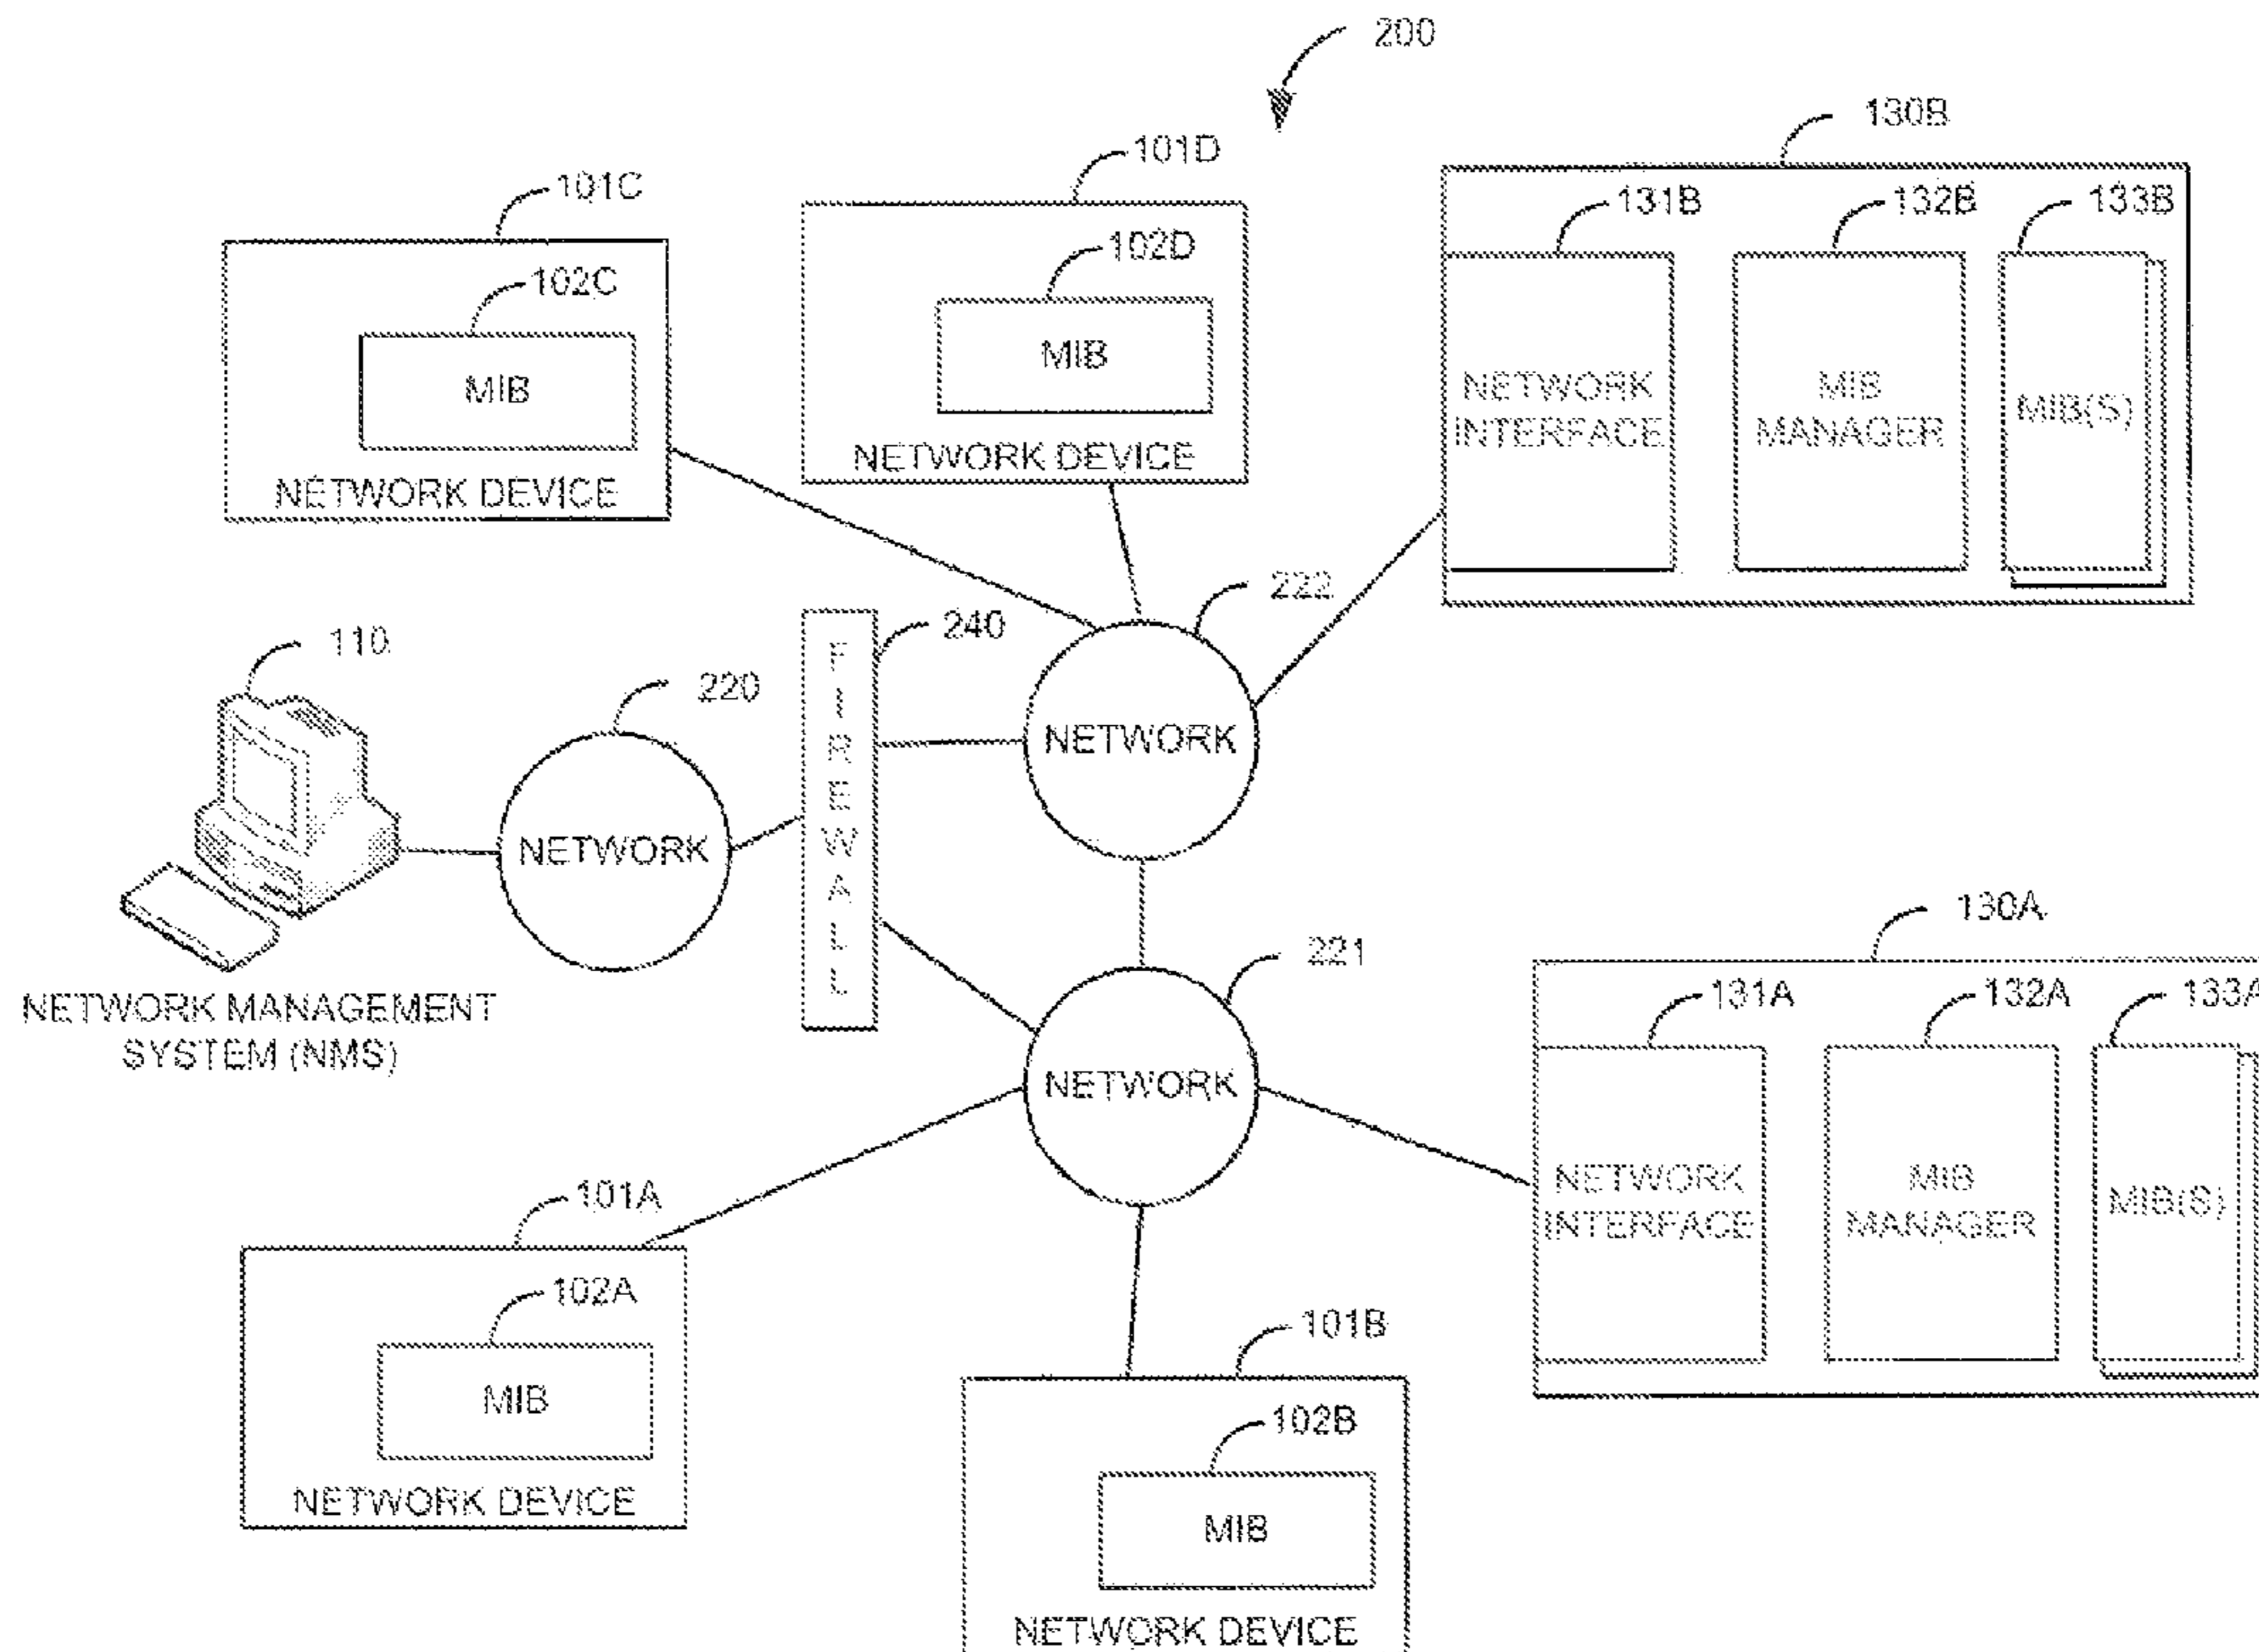 200
130B
101D
101C
131B
132B
133B
102D
102C
MIB
MIB
NETWORK
INTERFACE
MIB
MANAGER
MIB(S)
NETWORK DEVICE
NETWORK DEVICE
222
240
110
220
FIREWALL
NETWORK
NETWORK
130A
221
131A
132A
133A
NETWORK MANAGEMENT
SYSTEM (NMS)
NETWORK
NETWORK
INTERFACE
MIB
MANAGER
MIB(S)
101A
102A
101B
MIB
102B
NETWORK DEVICE
MIB
NETWORK DEVICE